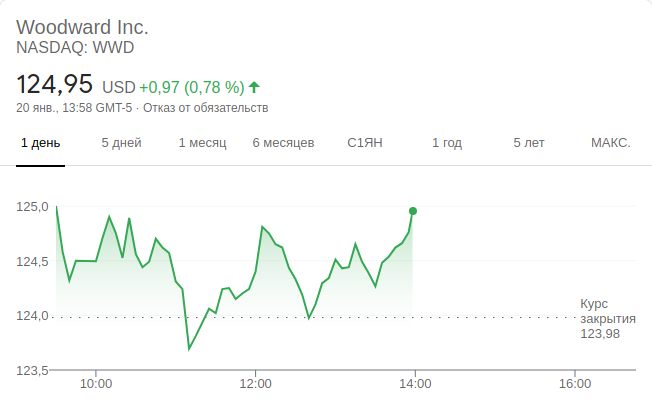 Woodward Inc.
NASDAQ: WWD
124,95 USD +0,97 (0,78 %)
20 янв., 13:58 GMT-5 · Отказ от обязательств
1 день 5 дней 1 месяц 6 месяцев С1ЯН 1 год 5 лет МАКС.
125,0
124,5
124,0
123,5
Курс
закрытия
123,98
10:00 12:00 14:00 16:00